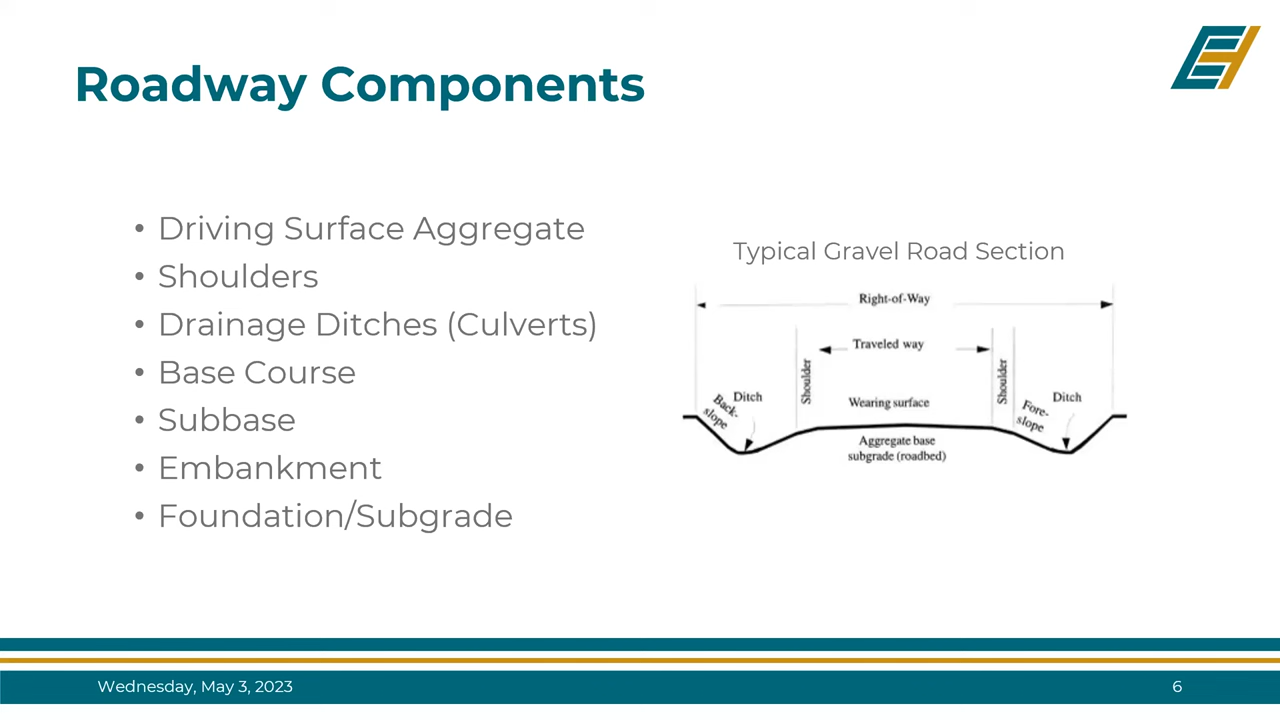 Roadway Components
• Driving Surface Aggregate
• Shoulders
• Drainage Ditches (Culverts)
• Base Course
• Subbase
• Embankment
• Foundation/Subgrade
Typical Gravel Road Section
Right-of-Way
Traveled way
Shoulder
Shoulder
Back-
slope
Ditch
Wearing surface
Fore-
slope
Ditch
Aggregate base
subgrade (roadbed)
Wednesday, May 3, 2023
6